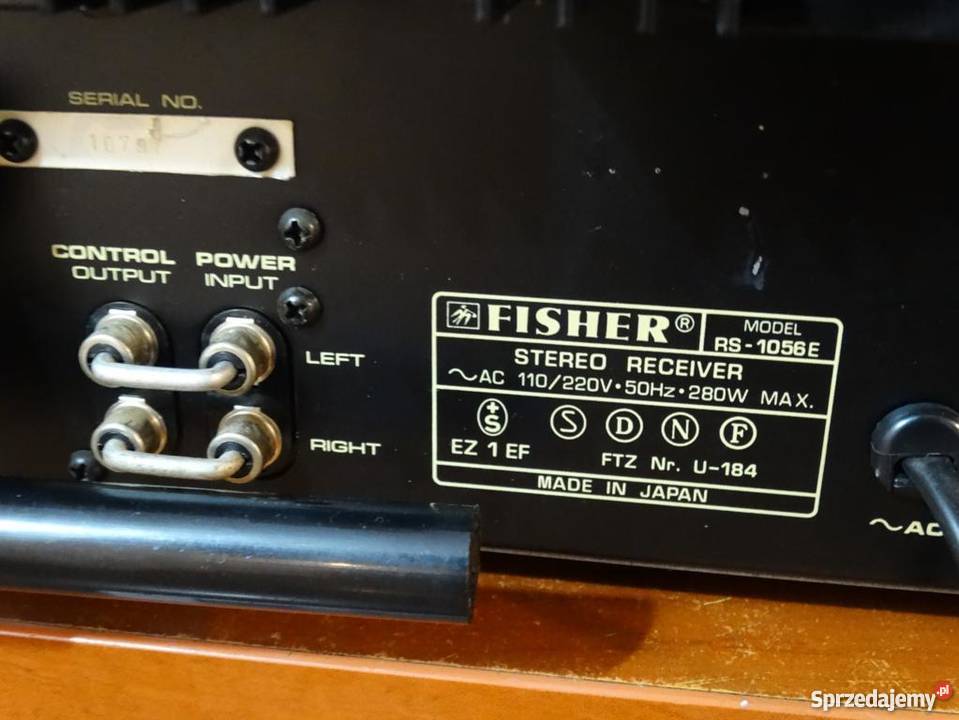 SERIAL NO.
CONTROL OUTPUT
POWER INPUT
LEFT
RIGHT
FISHER®
MODEL
RS-1056E
STEREO RECEIVER
~AC 110/220V·50Hz·280W MAX.
+S S D N F
EZ 1 EF
FTZ Nr. U-184
MADE IN JAPAN
~AC
Sprzedajemy.pl